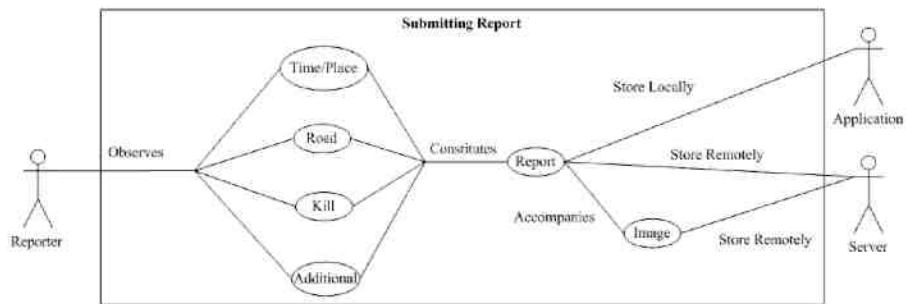 Submitting Report
Time/Place
Store Locally
Application
Road
Observes
Constitutes
Report
Store Remotely
Kill
Accompanies
Image
Reporter
Store Remotely
Server
Additional